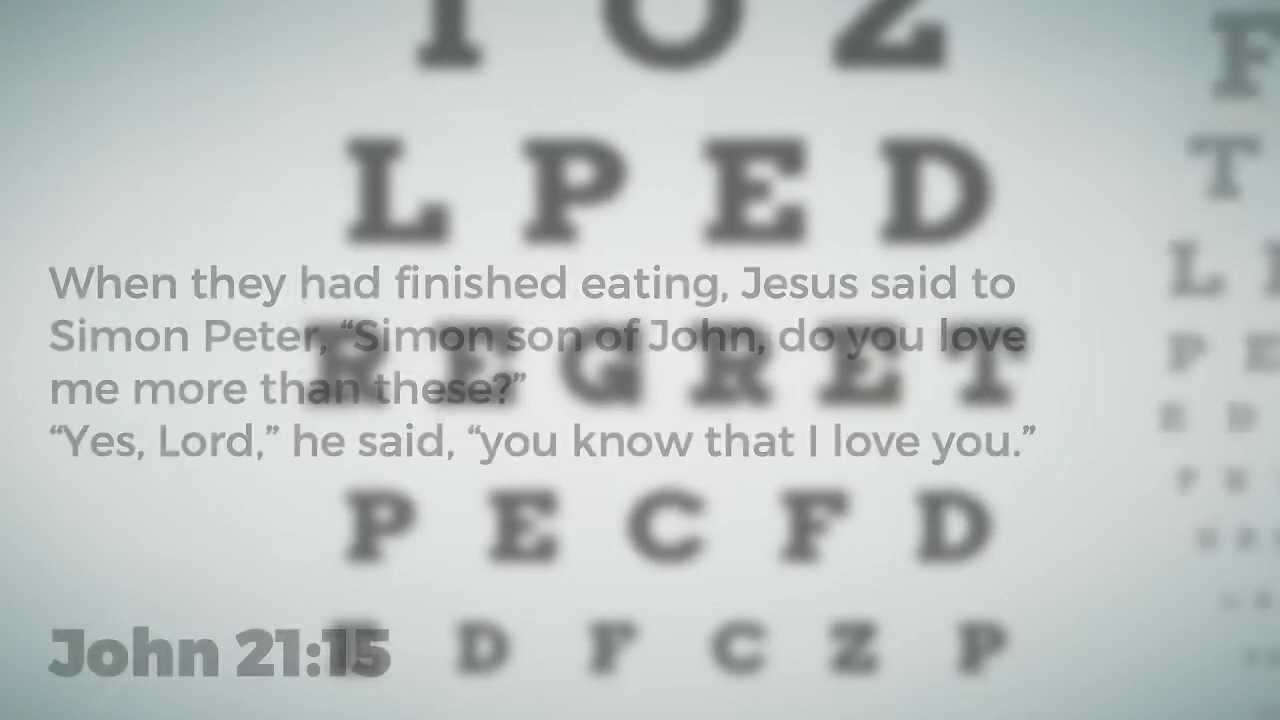 T O Z
L P E D
When they had finished eating, Jesus said to
Simon Peter, “Simon son of John, do you love
me more than these?”
“Yes, Lord,” he said, “you know that I love you.”
R E G R E T
P E C F D
John 21:15
D F C Z P
F
T
L
P E
E D